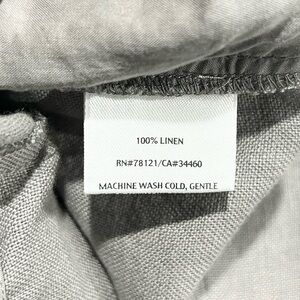 100% LINEN
RN#78121/CA#34460
MACHINE WASH COLD, GENTLE